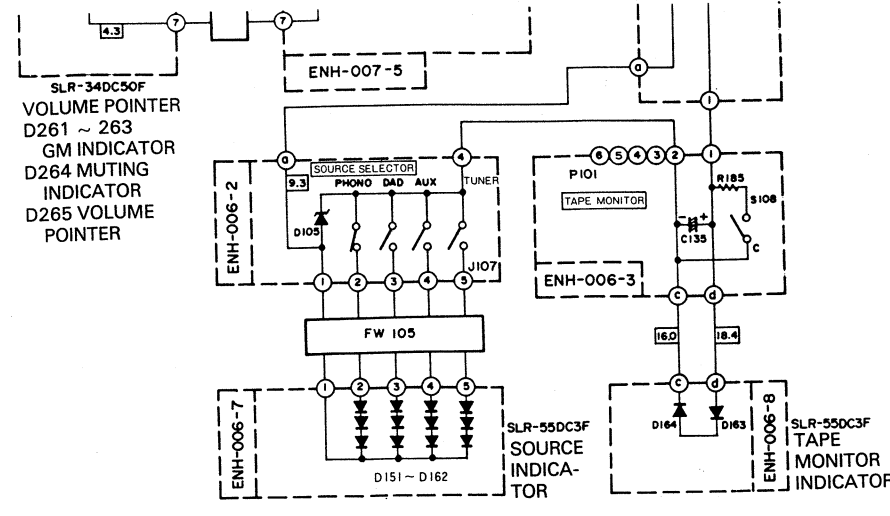 4.3
7
7
ENH-007-5
SLR-34DC50F
VOLUME POINTER
D261 ~ 263
GM INDICATOR
D264 MUTING
INDICATOR
D265 VOLUME
POINTER
a
1
a
4
6 5 4 3 2 1
P101
ENH-006-2
9.3
SOURCE SELECTOR
PHONO DAD AUX TUNER
D105
J107
1 2 3 4 5
TAPE MONITOR
R185
S108
- +
C135
C
ENH-006-3
c d
FW 105
16.0
18.4
1 2 3 4 5
c d
ENH-006-7
D151 ~ D162
SLR-55DC3F
SOURCE
INDICA-
TOR
D164
D163
ENH-006-8
SLR-55DC3F
TAPE
MONITOR
INDICATOR